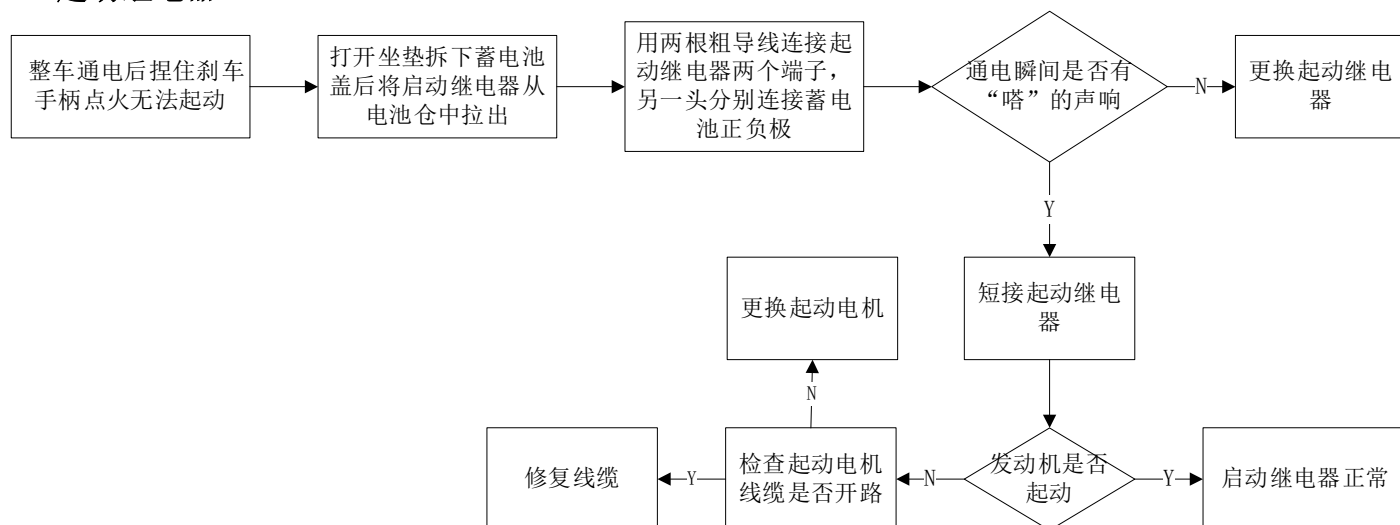 整车通电后捏住刹车
手柄点火无法起动
打开坐垫拆下蓄电池
盖后将启动继电器从
电池仓中拉出
用两根粗导线连接起
动继电器两个端子，
另一头分别连接蓄电
池正负极
通电瞬间是否有
“嗒”的声响
N
更换起动继电
器
Y
短接起动继电
器
更换起动电机
N
修复线缆
Y
检查起动电机
线缆是否开路
N
发动机是否
起动
Y
启动继电器正常